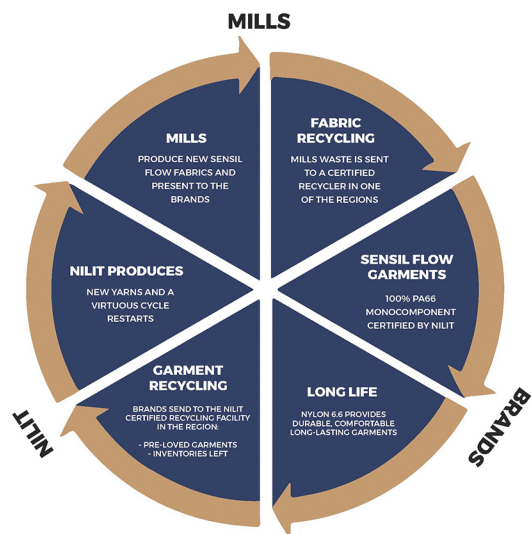 MILLS
MILLS
PRODUCE NEW SENSIL
FLOW FABRICS AND
PRESENT TO THE
BRANDS
FABRIC
RECYCLING
MILLS WASTE IS SENT
TO A CERTIFIED
RECYCLER IN ONE
OF THE REGIONS
SENSIL FLOW
GARMENTS
100% PA66
MONOCOMPONENT
CERTIFIED BY NILIT
BRANDS
LONG LIFE
NYLON 6.6 PROVIDES
DURABLE, COMFORTABLE
LONG-LASTING GARMENTS
GARMENT
RECYCLING
BRANDS SEND TO THE NILIT
CERTIFIED RECYCLING FACILITY
IN THE REGION:
- PRE-LOVED GARMENTS
- INVENTORIES LEFT
NILIT
NILIT PRODUCES
NEW YARNS AND A
VIRTUOUS CYCLE
RESTARTS